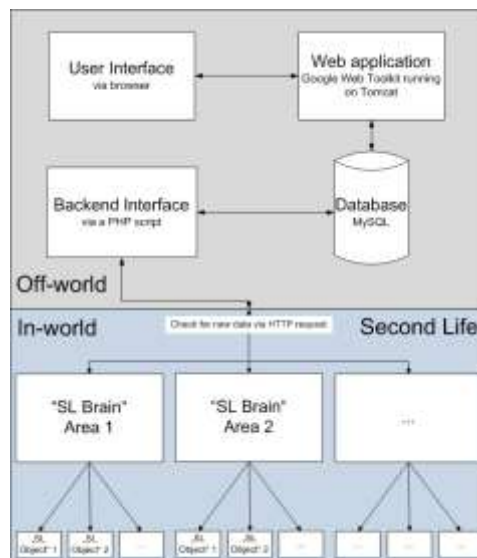 User Interface
via browser
Web application
Google Web Toolkit running
on Tomcat
Backend Interface
via a PHP script
Database
MySQL
Off-world
In-world
Check for new data via HTTP request
Second Life
"SL Brain"
Area 1
"SL Brain"
Area 2
...
„SL
Object“ 1
„SL
Object“ 2
...
„SL
Object“ 1
„SL
Object“ 2
...
...
...
...